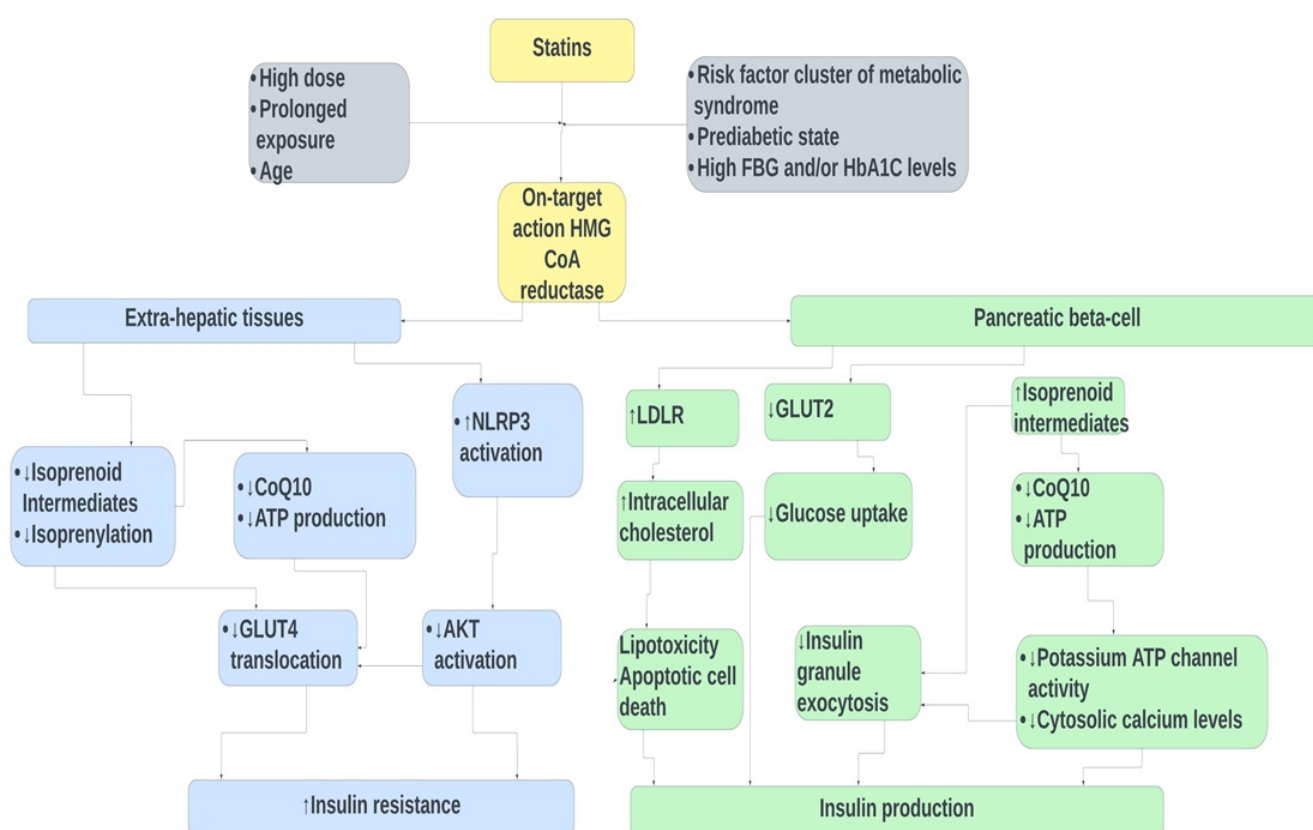 Statins
• High dose
• Prolonged
exposure
• Age
• Risk factor cluster of metabolic
syndrome
• Prediabetic state
• High FBG and/or HbA1C levels
On-target
action HMG
CoA
reductase
Extra-hepatic tissues
Pancreatic beta-cell
• ↓Isoprenoid
Intermediates
• ↓Isoprenylation
• ↓CoQ10
• ↓ATP production
• ↑NLRP3
activation
• ↓GLUT4
translocation
• ↓AKT
activation
↑Insulin resistance
↑LDLR
↑Intracellular
cholesterol
Lipotoxicity
Apoptotic cell
death
↓GLUT2
↓Glucose uptake
↑Isoprenoid
intermediates
• ↓CoQ10
• ↓ATP
production
↓Insulin
granule
exocytosis
• ↓Potassium ATP channel
activity
• ↓Cytosolic calcium levels
Insulin production